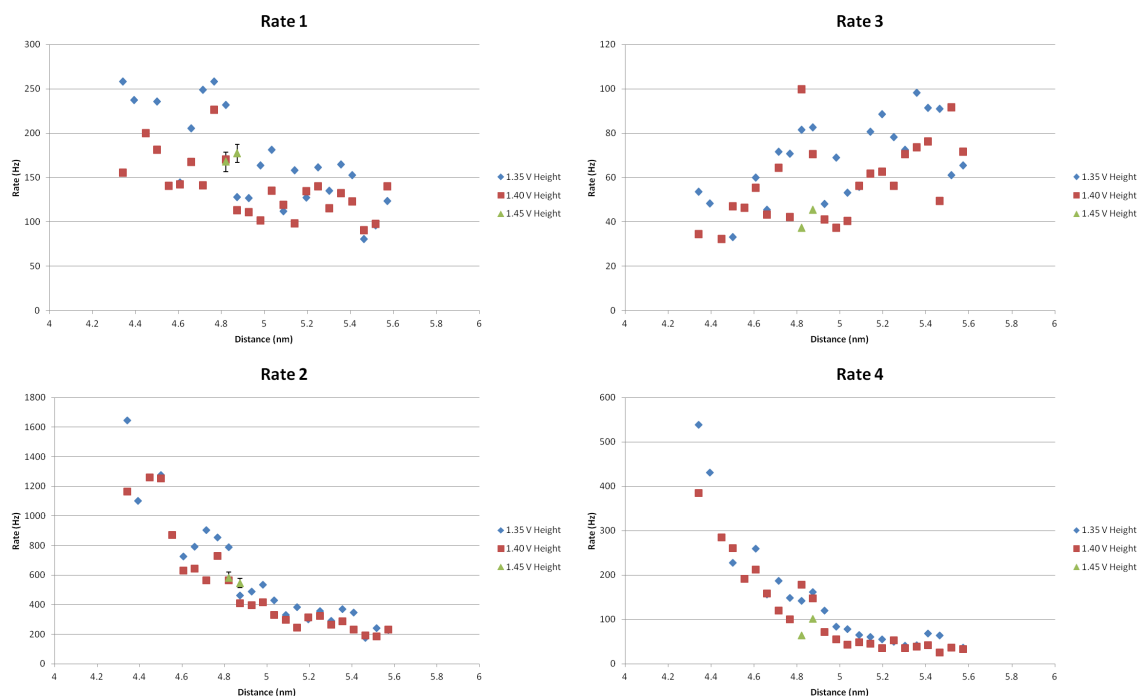 Rate 1
Rate (Hz)
300
250
200
150
100
50
0
4 4.2 4.4 4.6 4.8 5 5.2 5.4 5.6 5.8 6
Distance (nm)
1.35 V Height
1.40 V Height
1.45 V Height
Rate 3
Rate (Hz)
120
100
80
60
40
20
0
4 4.2 4.4 4.6 4.8 5 5.2 5.4 5.6 5.8 6
Distance (nm)
1.35 V Height
1.40 V Height
1.45 V Height
Rate 2
Rate (Hz)
1800
1600
1400
1200
1000
800
600
400
200
0
4 4.2 4.4 4.6 4.8 5 5.2 5.4 5.6 5.8 6
Distance (nm)
1.35 V Height
1.40 V Height
1.45 V Height
Rate 4
Rate (Hz)
600
500
400
300
200
100
0
4 4.2 4.4 4.6 4.8 5 5.2 5.4 5.6 5.8 6
Distance (nm)
1.35 V Height
1.40 V Height
1.45 V Height